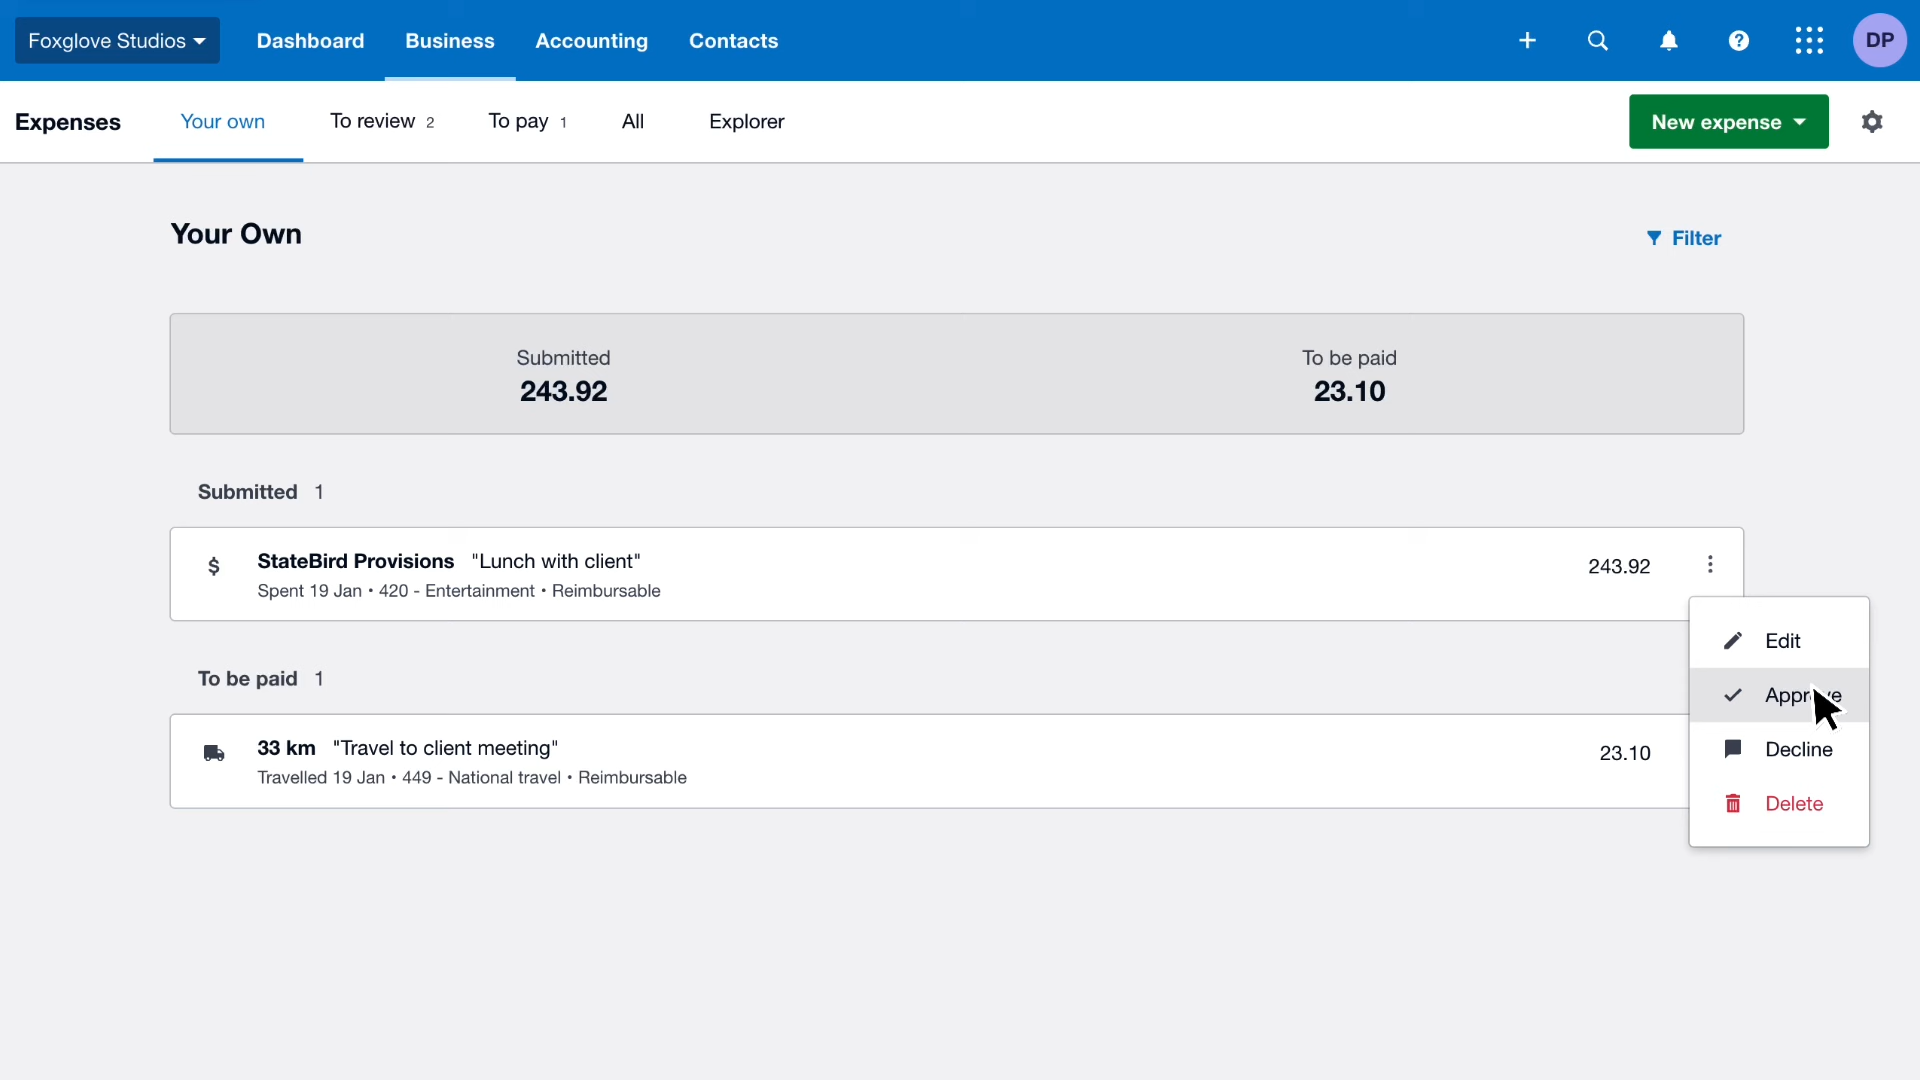 Foxglove Studios Dashboard Business Accounting Contacts DP
Expenses Your own To review 2 To pay 1 All Explorer New expense
Your Own
Filter
Submitted To be paid
243.92 23.10
Submitted 1
StateBird Provisions "Lunch with client" 243.92
Spent 19 Jan • 420 - Entertainment • Reimbursable
Edit
To be paid 1
Approve
33 km "Travel to client meeting" 23.10
Decline
Travelled 19 Jan • 449 - National travel • Reimbursable
Delete